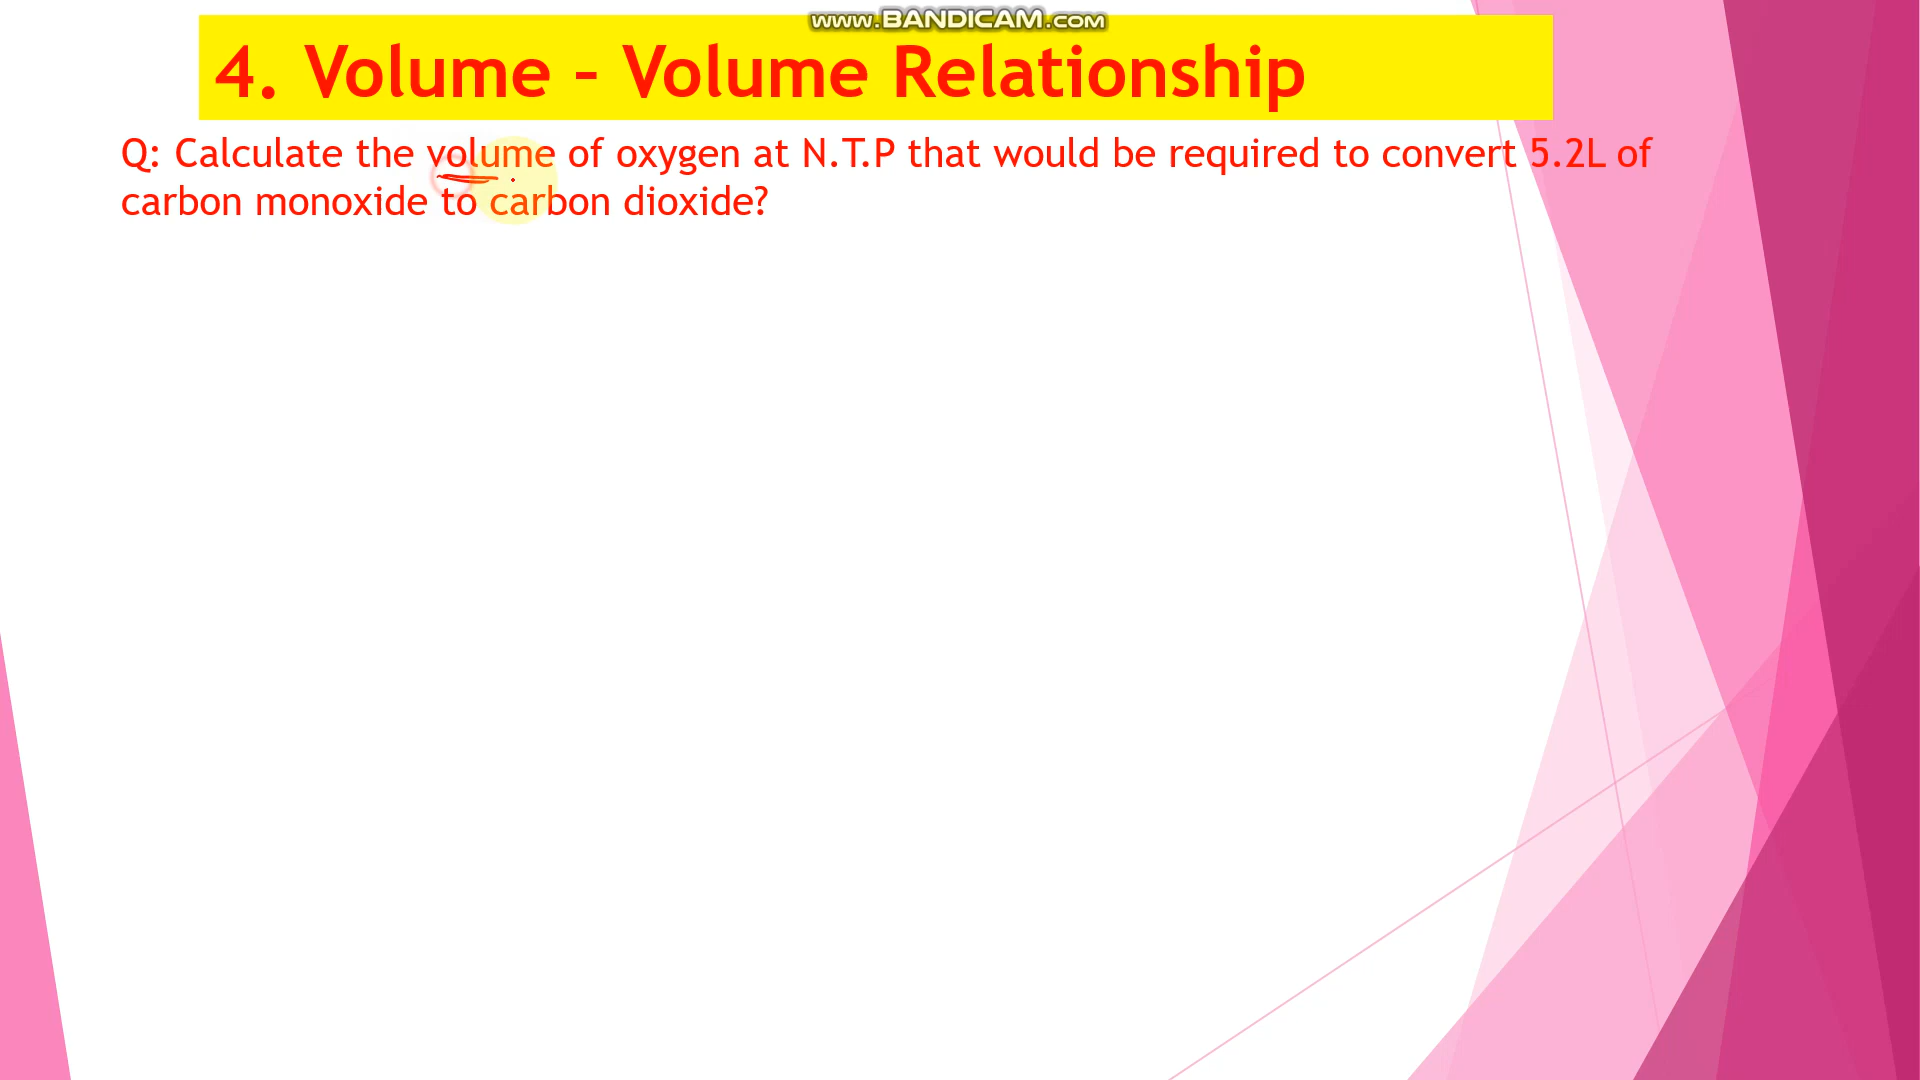 www.BANDICAM.com
4. Volume – Volume Relationship
Q: Calculate the volume of oxygen at N.T.P that would be required to convert 5.2L of
carbon monoxide to carbon dioxide?